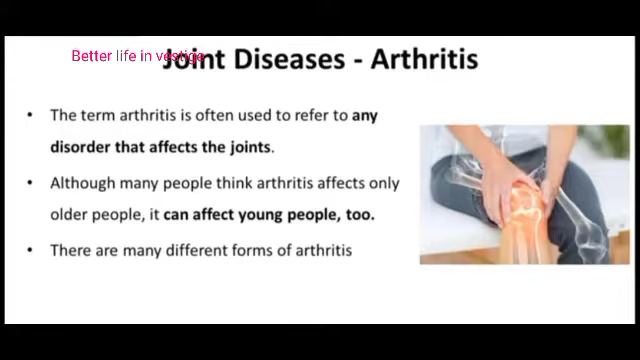 Better life in vestige
Joint Diseases - Arthritis
• The term arthritis is often used to refer to any
disorder that affects the joints.
• Although many people think arthritis affects only
older people, it can affect young people, too.
• There are many different forms of arthritis